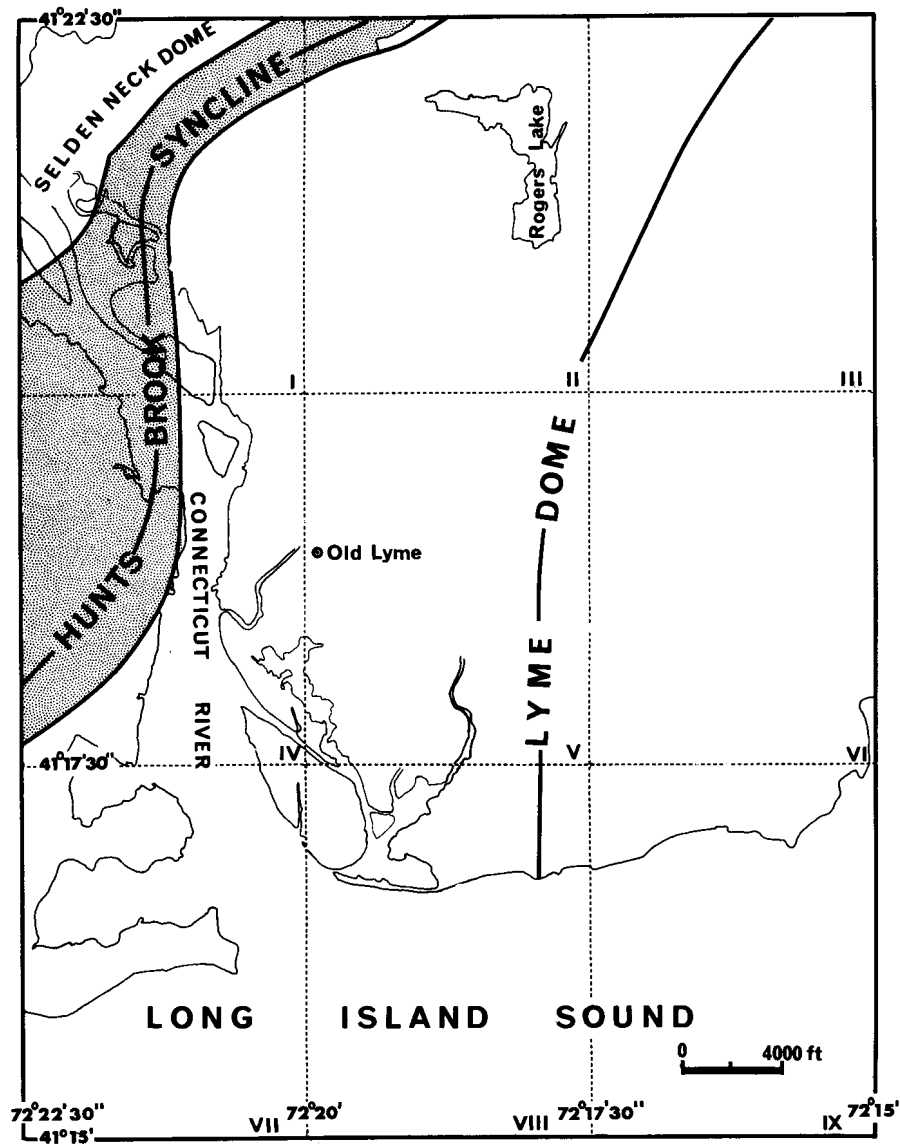 41°22'30"
SELDEN NECK DOME
HUNTS BROOK SYNCLINE
Rogers Lake
I
II
III
CONNECTICUT RIVER
Old Lyme
LYME DOME
41°17'30"
IV
V
VI
LONG ISLAND SOUND
0 4000 ft
72°22'30"
72°20'
72°17'30"
72°15'
VII
VIII
IX
41°15'